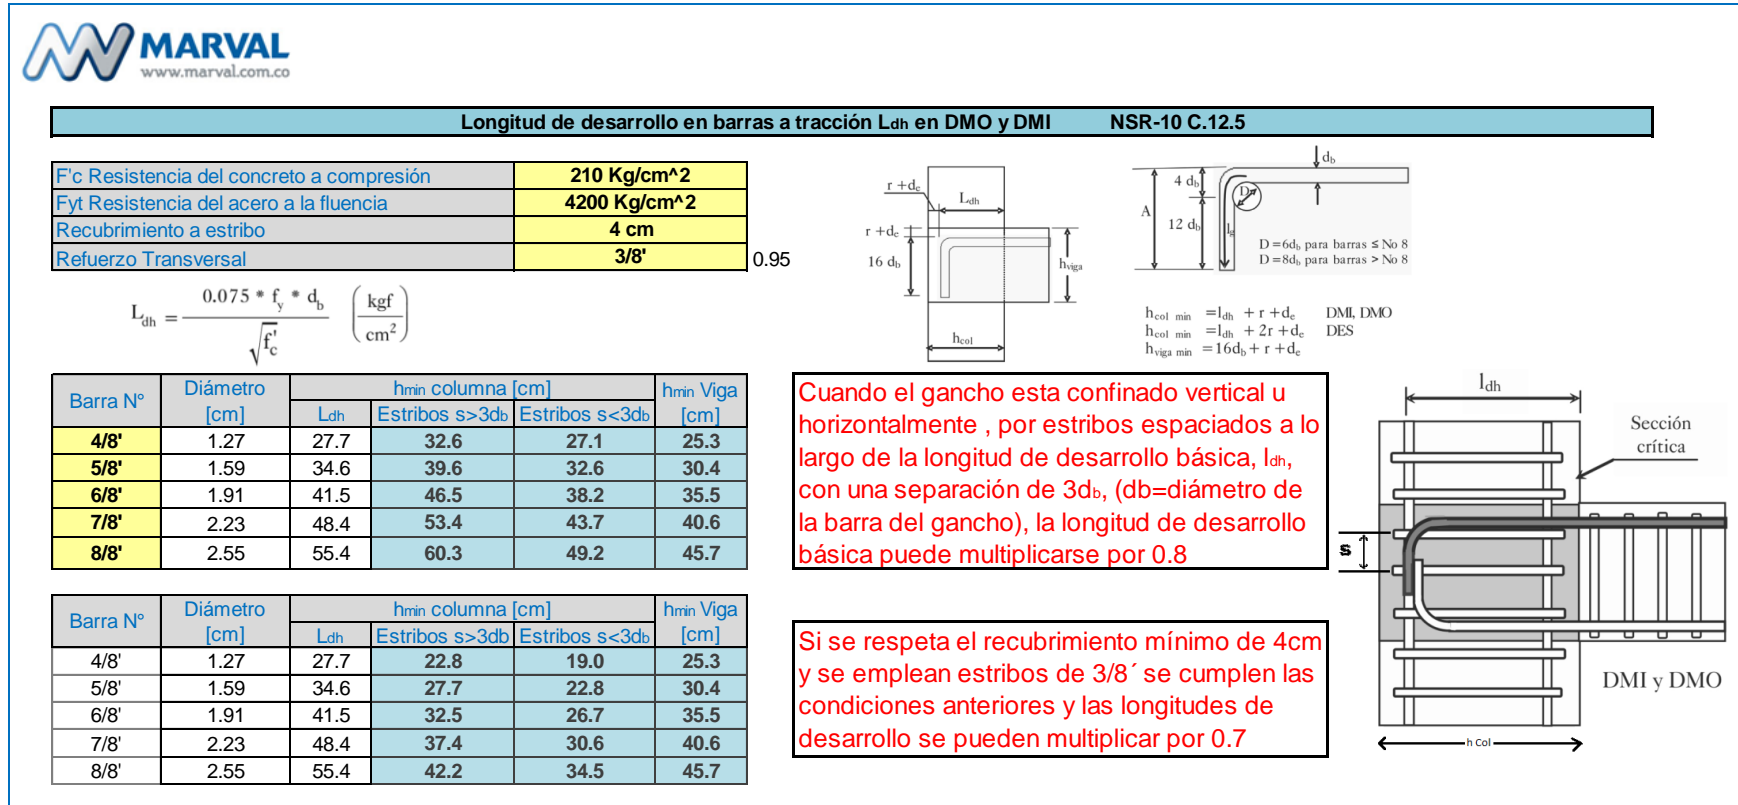 MARVAL
www.marval.com.co
Longitud de desarrollo en barras a tracción Ldh en DMO y DMI NSR-10 C.12.5
F'c Resistencia del concreto a compresión 210 Kg/cm^2
Fyt Resistencia del acero a la fluencia 4200 Kg/cm^2
Recubrimiento a estribo 4 cm
Refuerzo Transversal 3/8' 0.95
Ldh = 0.075 * fy * db / √f'c (kgf/cm²)
r +de
Ldh
r +de
16 db
hviga
hcol
db
4 db
D
A
12 db
lg
D =6db para barras ≤ No 8
D =8db para barras > No 8
hcol min =ldh + r +de DMI, DMO
hcol min =ldh + 2r +de DES
hviga min =16db + r +de
Barra N° Diámetro [cm] hmin columna [cm] hmin Viga [cm]
Ldh Estribos s>3db Estribos s<3db
4/8' 1.27 27.7 32.6 27.1 25.3
5/8' 1.59 34.6 39.6 32.6 30.4
6/8' 1.91 41.5 46.5 38.2 35.5
7/8' 2.23 48.4 53.4 43.7 40.6
8/8' 2.55 55.4 60.3 49.2 45.7
Cuando el gancho esta confinado vertical u
horizontalmente , por estribos espaciados a lo
largo de la longitud de desarrollo básica, ldh,
con una separación de 3db, (db=diámetro de
la barra del gancho), la longitud de desarrollo
básica puede multiplicarse por 0.8
Barra N° Diámetro [cm] hmin columna [cm] hmin Viga [cm]
Ldh Estribos s>3db Estribos s<3db
4/8' 1.27 27.7 22.8 19.0 25.3
5/8' 1.59 34.6 27.7 22.8 30.4
6/8' 1.91 41.5 32.5 26.7 35.5
7/8' 2.23 48.4 37.4 30.6 40.6
8/8' 2.55 55.4 42.2 34.5 45.7
Si se respeta el recubrimiento mínimo de 4cm
y se emplean estribos de 3/8´ se cumplen las
condiciones anteriores y las longitudes de
desarrollo se pueden multiplicar por 0.7
ldh
Sección
crítica
s
DMI y DMO
h Col